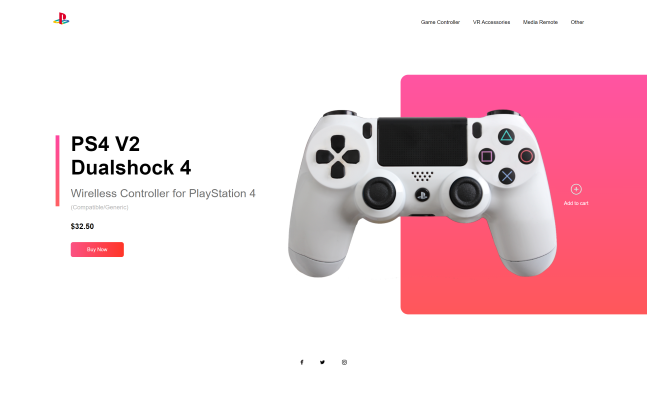 Game Controller VR Accessories Media Remote Other
PS4 V2
Dualshock 4
Wirelless Controller for PlayStation 4
(Compatible/Generic)
$32.50
Buy Now
Add to cart